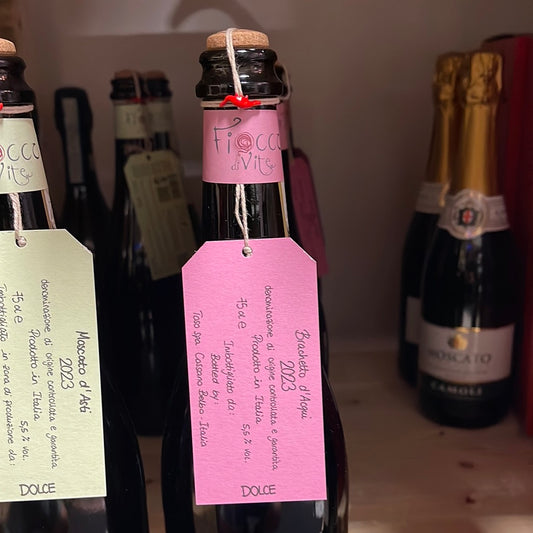 Fiocco
di Vite
Brachetto d'Acqui
2023
denominazione di origine controllata e garantita
Prodotto in Italia
75 cl e 5,5 % vol.
Imbottigliato da:
Bottled by:
Toso spa Cossano Belbo - Italia
DOLCE
Vite
Moscato d'Asti
2023
denominazione di origine controllata e garantita
Prodotto in Italia
75 cl e 5,5 % vol.
Imbottigliato in zona di produzione da:
DOLCE
MOSCATO
CANOLI